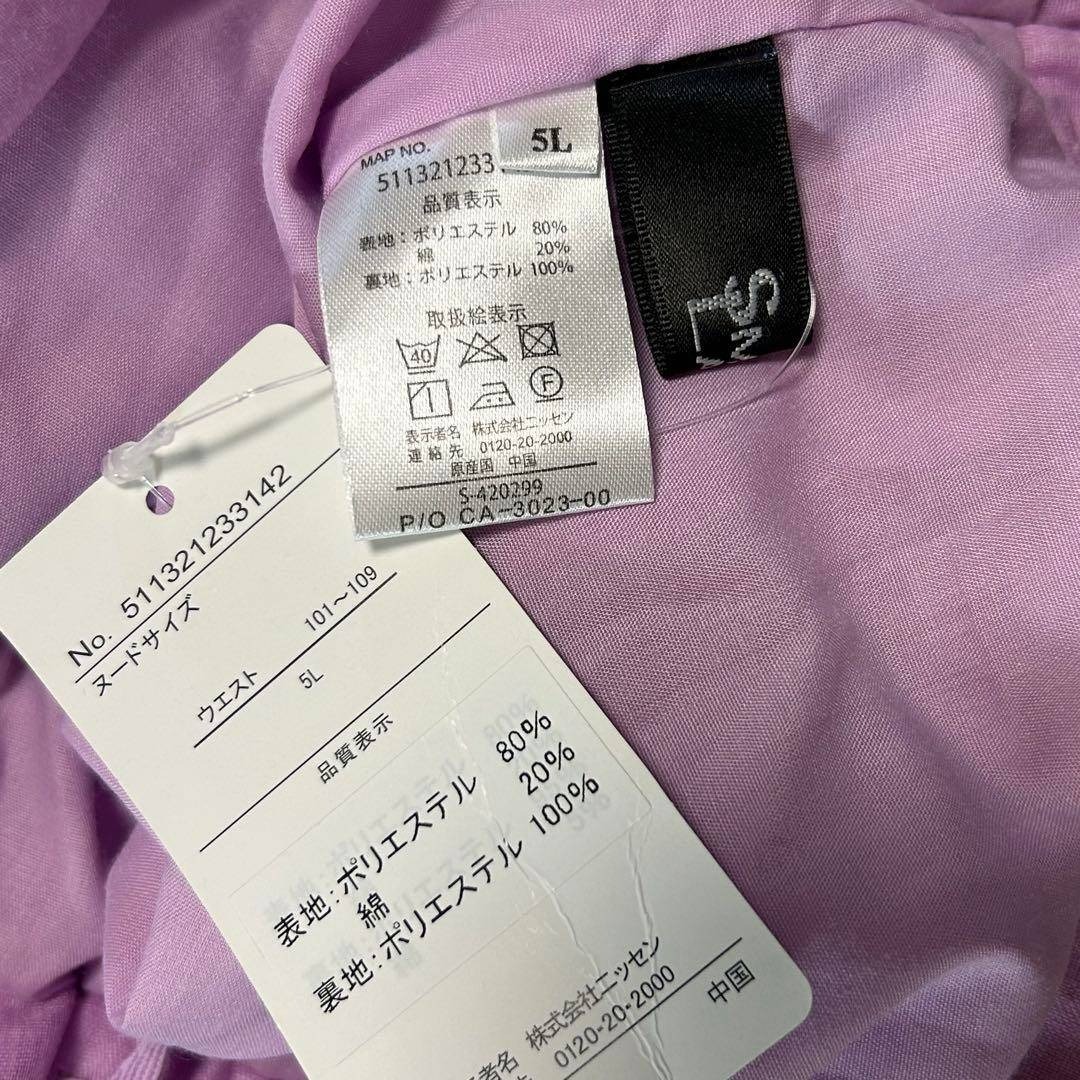 MAP NO.
511321233
5L
品質表示
表地:ポリエステル 80%
綿 20%
裏地:ポリエステル 100%
取扱絵表示
40
F
表示者名 株式会社ニッセン
連絡先 0120-20-2000
原産国 中国
S-420299
P/O CA-3023-00
No. 511321233142
ヌードサイズ
ウエスト 101〜109
5L
品質表示
表地:ポリエステル 80%
綿 20%
裏地:ポリエステル 100%
者名 株式会社ニッセン
0120-20-2000
中国